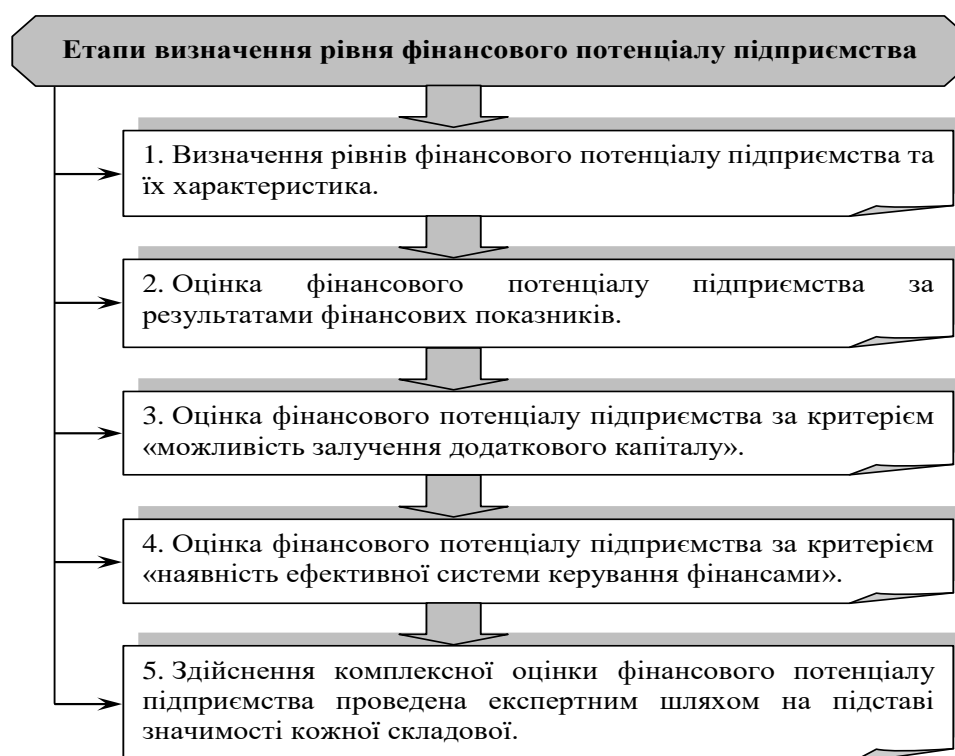 Етапи визначення рівня фінансового потенціалу підприємства
1. Визначення рівнів фінансового потенціалу підприємства та
їх характеристика.
2. Оцінка фінансового потенціалу підприємства за
результатами фінансових показників.
3. Оцінка фінансового потенціалу підприємства за критерієм
«можливість залучення додаткового капіталу».
4. Оцінка фінансового потенціалу підприємства за критерієм
«наявність ефективної системи керування фінансами».
5. Здійснення комплексної оцінки фінансового потенціалу
підприємства проведена експертним шляхом на підставі
значимості кожної складової.